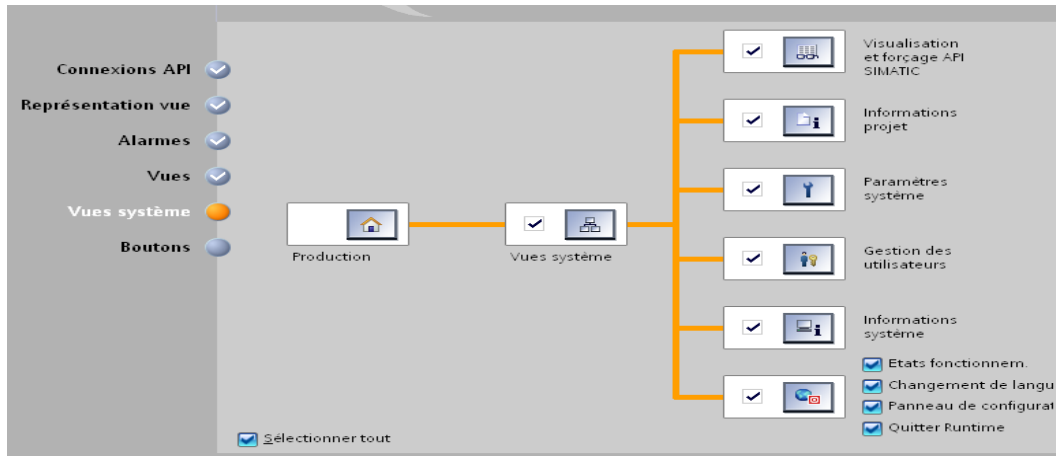 Connexions API
Représentation vue
Alarmes
Vues
Vues système
Boutons
Production
Vues système
Visualisation
et forçage API
SIMATIC
Informations
projet
Paramètres
système
Gestion des
utilisateurs
Informations
système
Etats fonctionnem.
Changement de langu
Panneau de configurat
Quitter Runtime
Sélectionner tout